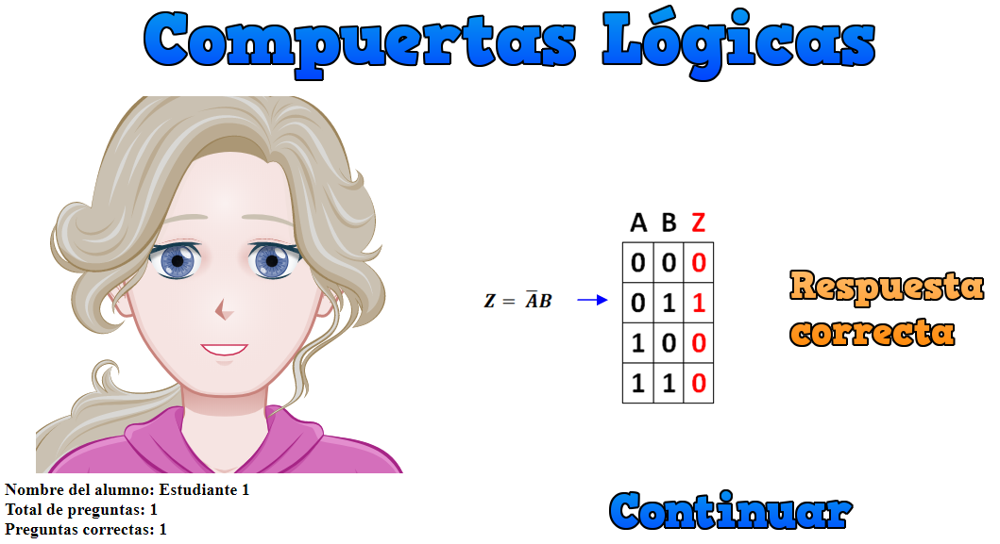 Compuertas Lógicas
A B Z
0 0 0
0 1 1
1 0 0
1 1 0
Z = A̅B
Respuesta
correcta
Nombre del alumno: Estudiante 1
Total de preguntas: 1
Preguntas correctas: 1
Continuar